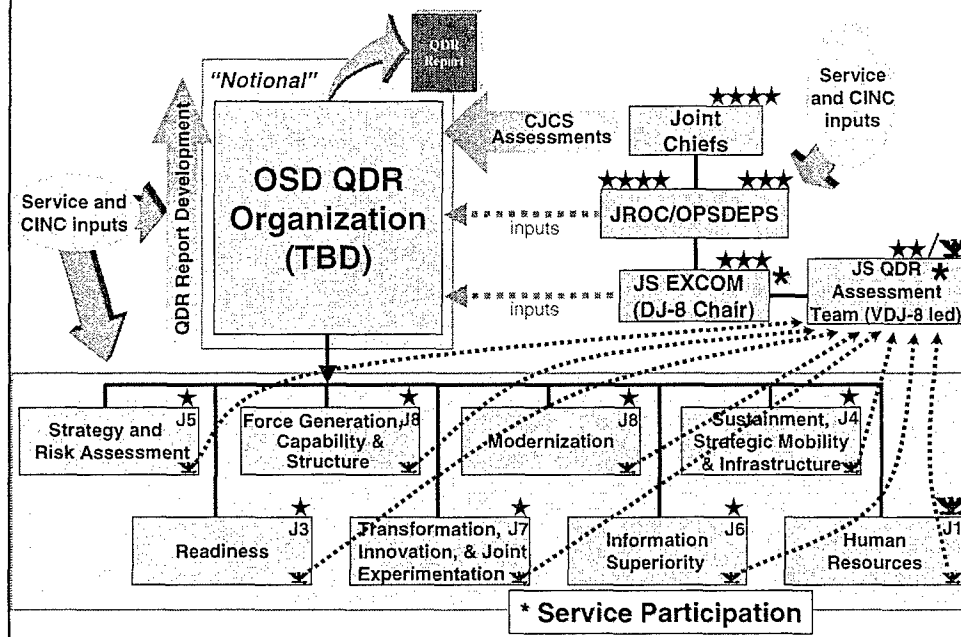 QDR
Report
"Notional"
Service
and CINC
inputs
CJCS
Assessments
Joint
Chiefs
OSD QDR
Organization
(TBD)
QDR Report Development
Service and
CINC inputs
inputs
JROC/OPSDEPS
inputs
JS EXCOM *
(DJ-8 Chair)
/
JS QDR *
Assessment
Team (VDJ-8 led)
J5
Strategy and
Risk Assessment
Force Generation, J8
Capability &
Structure
J8
Modernization
Sustainment, J4
Strategic Mobility
& Infrastructure
J3
Readiness
Transformation, J7
Innovation, & Joint
Experimentation
J6
Information
Superiority
J1
Human
Resources
* Service Participation